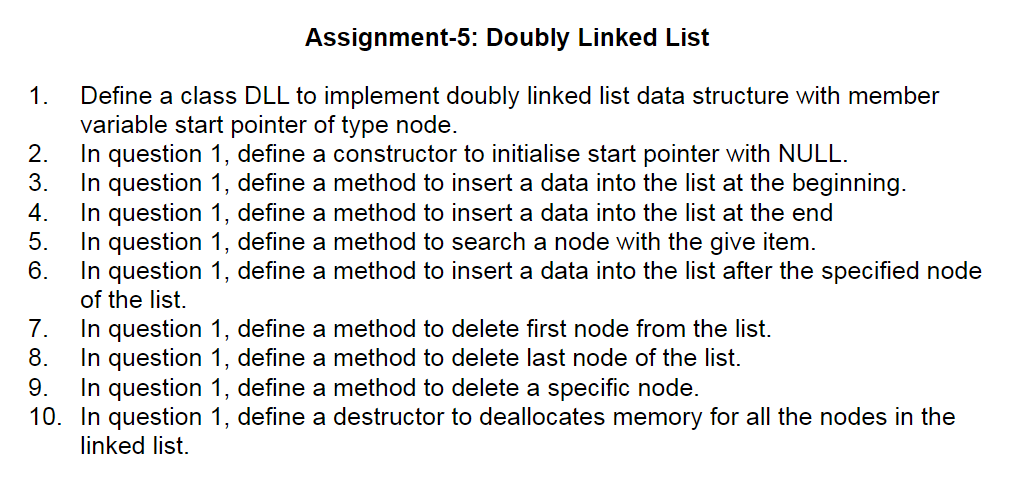 Assignment-5: Doubly Linked List
1. Define a class DLL to implement doubly linked list data structure with member
variable start pointer of type node.
2. In question 1, define a constructor to initialise start pointer with NULL.
3. In question 1, define a method to insert a data into the list at the beginning.
4. In question 1, define a method to insert a data into the list at the end
5. In question 1, define a method to search a node with the give item.
6. In question 1, define a method to insert a data into the list after the specified node
of the list.
7. In question 1, define a method to delete first node from the list.
8. In question 1, define a method to delete last node of the list.
9. In question 1, define a method to delete a specific node.
10. In question 1, define a destructor to deallocates memory for all the nodes in the
linked list.